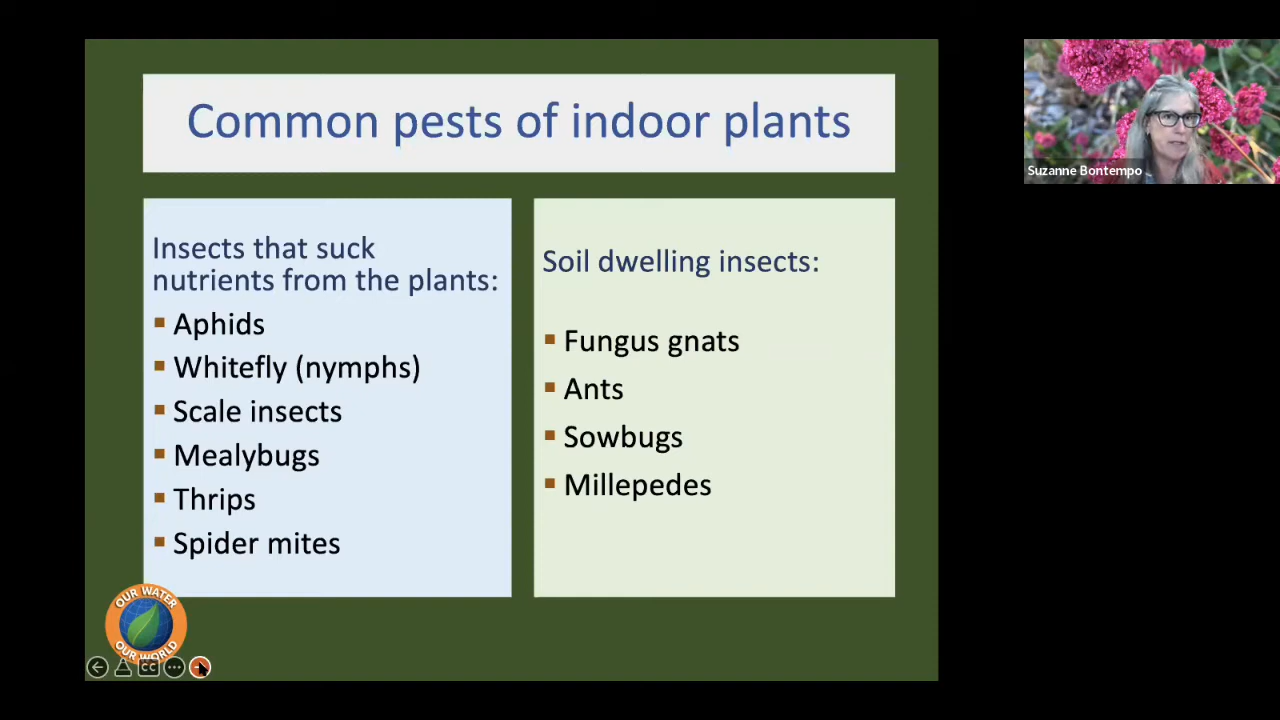 Common pests of indoor plants
Insects that suck
nutrients from the plants:
Aphids
Whitefly (nymphs)
Scale insects
Mealybugs
Thrips
Spider mites
Soil dwelling insects:
Fungus gnats
Ants
Sowbugs
Millepedes
OUR WATER
OUR WORLD
CC
Suzanne Bontempo